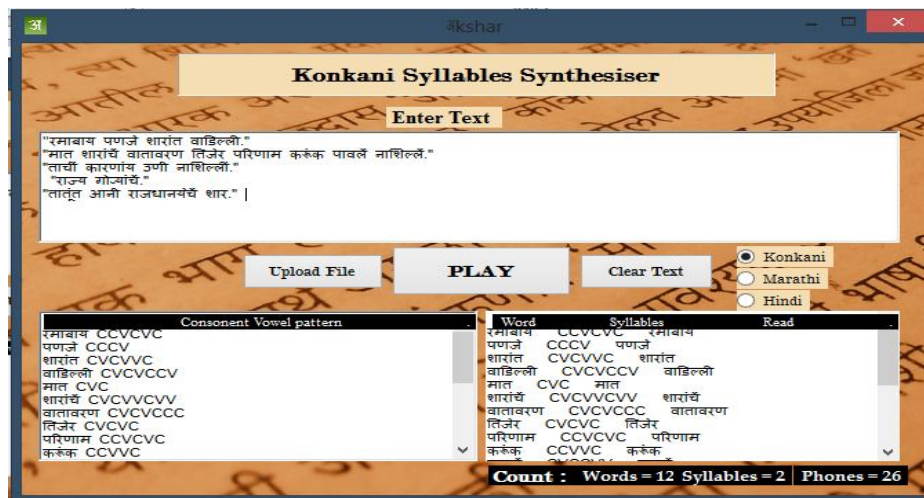 अ
अkshar
Konkani Syllables Synthesiser
Enter Text
"रमाबाय पणजे शारांत वाडिल्ली."
"मात शारांचें वातावरण तिजेर परिणाम करूंक पावलें नाशिल्लें."
"ताचीं कारणांय उणी नाशिल्लीं."
"राज्य गोंयांचें."
"तातूंत आनी राजधानयेचें शार."
Upload File
PLAY
Clear Text
Konkani
Marathi
Hindi
Consonent Vowel pattern .
रमाबाय CCVCVC
पणजे CCCV
शारांत CVCVVC
वाडिल्ली CVCVCCV
मात CVC
शारांचें CVCVVCVV
वातावरण CVCVCCC
तिजेर CVCVC
परिणाम CCVCVC
करूंक CCVVC
Word Syllables Read .
रमाबाय CCVCVC रमाबाय
पणजे CCCV पणजे
शारांत CVCVVC शारांत
वाडिल्ली CVCVCCV वाडिल्ली
मात CVC मात
शारांचें CVCVVCVV शारांचें
वातावरण CVCVCCC वातावरण
तिजेर CVCVC तिजेर
परिणाम CCVCVC परिणाम
करूंक CCVVC करूंक
Count : Words = 12 Syllables = 2 Phones = 26